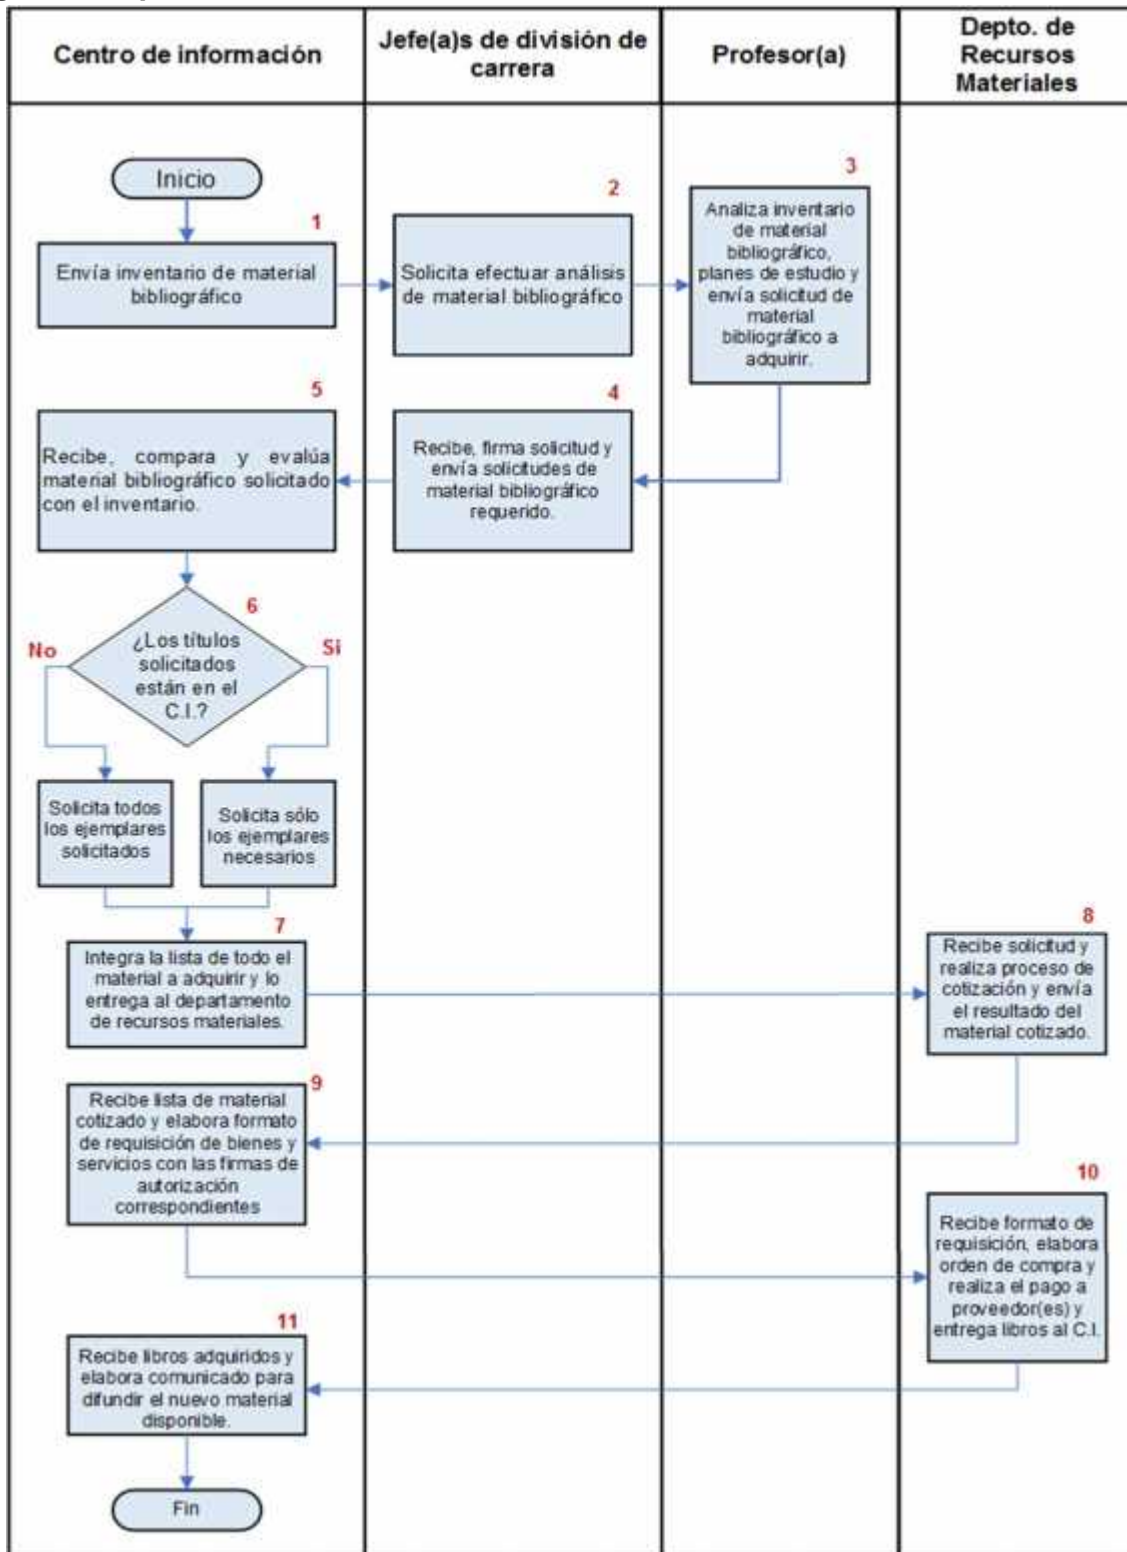 Centro de información
Jefe(a)s de división de
carrera
Profesor(a)
Depto. de
Recursos
Materiales
Inicio
1
Envía inventario de material
bibliográfico
2
Solicita efectuar análisis
de material bibliográfico
3
Analiza inventario
de material
bibliográfico,
planes de estudio y
envía solicitud de
material
bibliográfico a
adquirir.
4
Recibe, firma solicitud y
envía solicitudes de
material bibliográfico
requerido.
5
Recibe, compara y evalúa
material bibliográfico solicitado
con el inventario.
6
¿Los títulos
solicitados
están en el
C.I.?
No
Si
Solicita todos
los ejemplares
solicitados
Solicita sólo
los ejemplares
necesarios
7
Integra la lista de todo el
material a adquirir y lo
entrega al departamento
de recursos materiales.
8
Recibe solicitud y
realiza proceso de
cotización y envía
el resultado del
material cotizado.
9
Recibe lista de material
cotizado y elabora formato
de requisición de bienes y
servicios con las firmas de
autorización
correspondientes
10
Recibe formato de
requisición, elabora
orden de compra y
realiza el pago a
proveedor(es) y
entrega libros al C.I.
11
Recibe libros adquiridos y
elabora comunicado para
difundir el nuevo material
disponible.
Fin